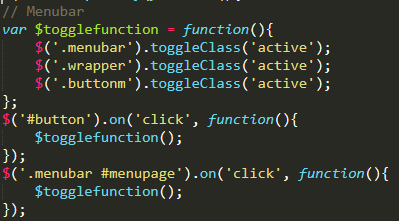 // Menubar
var $togglefunction = function(){
    $('.menubar').toggleClass('active');
    $('.wrapper').toggleClass('active');
    $('.buttonm').toggleClass('active');
};
$('#button').on('click', function(){
    $togglefunction();
});
$('.menubar #menupage').on('click', function(){
    $togglefunction();
});